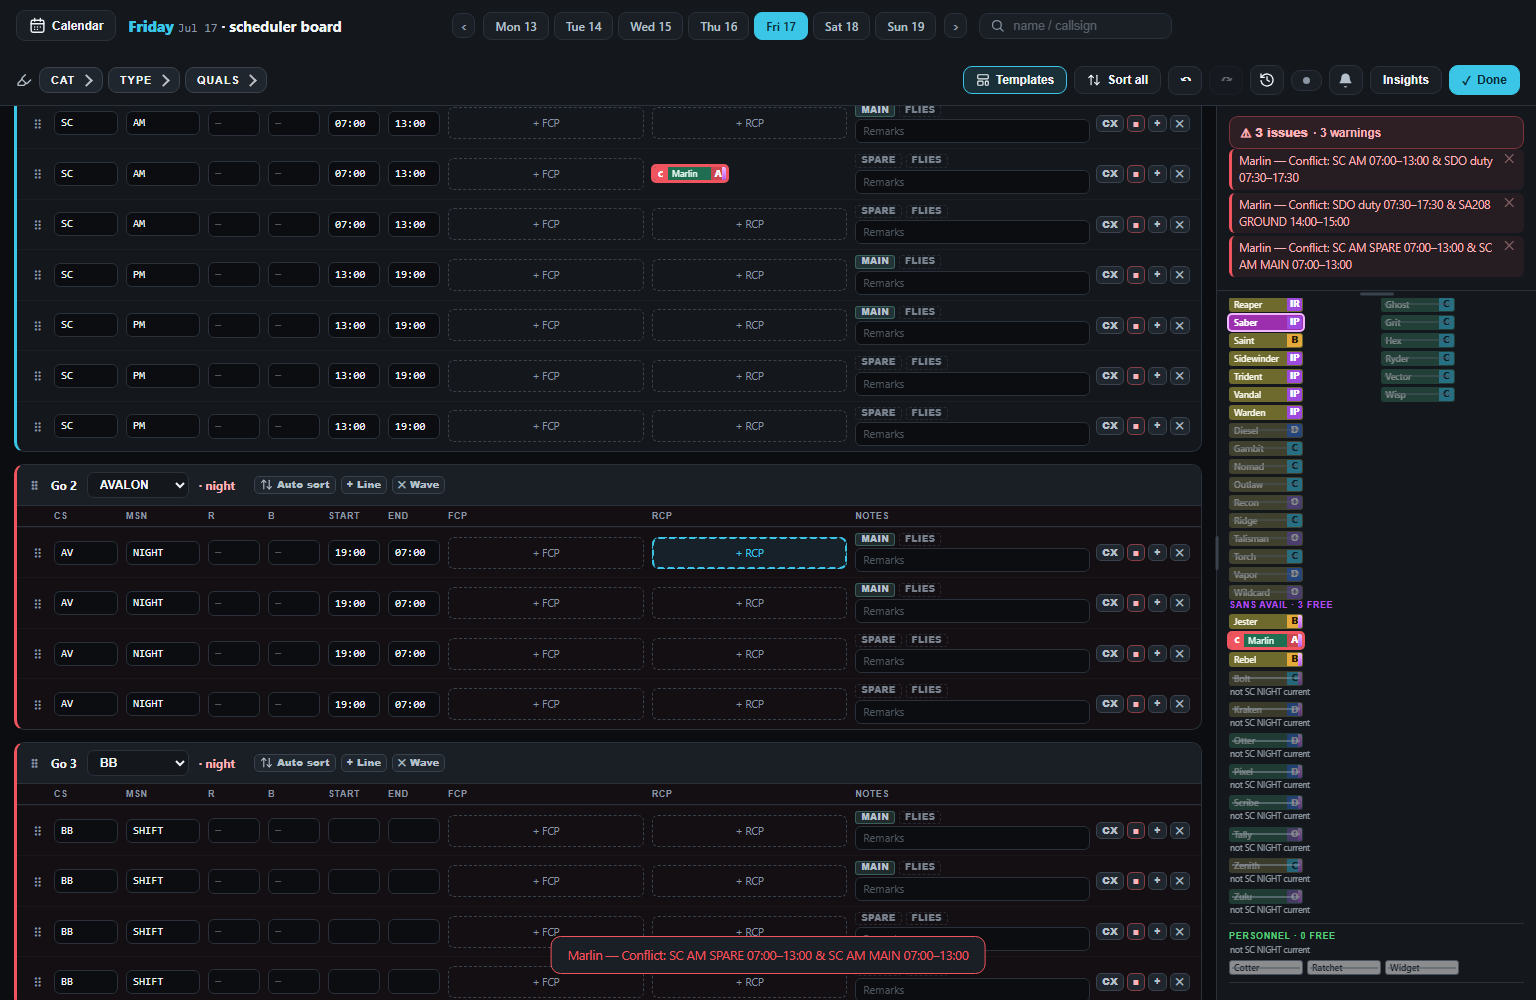 Calendar
Friday Jul 17 · scheduler board
‹ Mon 13 Tue 14 Wed 15 Thu 16 Fri 17 Sat 18 Sun 19 ›
name / callsign
CAT TYPE QUALS
Templates Sort all Insights ✓ Done
SC AM – – 07:00 13:00 + FCP + RCP MAIN FLIES Remarks CX + ✕
SC AM – – 07:00 13:00 + FCP C Marlin A SPARE FLIES Remarks CX + ✕
SC AM – – 07:00 13:00 + FCP + RCP SPARE FLIES Remarks CX + ✕
SC PM – – 13:00 19:00 + FCP + RCP MAIN FLIES Remarks CX + ✕
SC PM – – 13:00 19:00 + FCP + RCP MAIN FLIES Remarks CX + ✕
SC PM – – 13:00 19:00 + FCP + RCP SPARE FLIES Remarks CX + ✕
SC PM – – 13:00 19:00 + FCP + RCP SPARE FLIES Remarks CX + ✕
Go 2 AVALON · night Auto sort + Line ✕ Wave
CS MSN R B START END FCP RCP NOTES
AV NIGHT – – 19:00 07:00 + FCP + RCP MAIN FLIES Remarks CX + ✕
AV NIGHT – – 19:00 07:00 + FCP + RCP MAIN FLIES Remarks CX + ✕
AV NIGHT – – 19:00 07:00 + FCP + RCP SPARE FLIES Remarks CX + ✕
AV NIGHT – – 19:00 07:00 + FCP + RCP SPARE FLIES Remarks CX + ✕
Go 3 BB · night Auto sort + Line ✕ Wave
CS MSN R B START END FCP RCP NOTES
BB SHIFT – – + FCP + RCP MAIN FLIES Remarks CX + ✕
BB SHIFT – – + FCP + RCP MAIN FLIES Remarks CX + ✕
BB SHIFT – – + FCP + RCP SPARE FLIES CX + ✕
BB SHIFT – – + FCP + RCP SPARE FLIES Remarks CX + ✕
Marlin — Conflict: SC AM SPARE 07:00–13:00 & SC AM MAIN 07:00–13:00
⚠ 3 issues · 3 warnings
Marlin — Conflict: SC AM 07:00–13:00 & SDO duty
07:30–17:30
Marlin — Conflict: SDO duty 07:30–17:30 & SA208
GROUND 14:00–15:00
Marlin — Conflict: SC AM SPARE 07:00–13:00 & SC
AM MAIN 07:00–13:00
Reaper IR Ghost C
Saber IP Grit C
Saint B Hex C
Sidewinder IP Ryder C
Trident IP Vector C
Vandal IP Wisp C
Warden IP
Diesel D
Gambit C
Nomad C
Outlaw C
Recon O
Ridge C
Talisman O
Torch C
Vapor D
Wildcard O
SANS AVAIL · 3 FREE
Jester B
C Marlin A
Rebel B
Bolt C
not SC NIGHT current
Kraken D
not SC NIGHT current
Otter D
not SC NIGHT current
Pixel D
not SC NIGHT current
Scribe D
not SC NIGHT current
Tally O
not SC NIGHT current
Zenith C
not SC NIGHT current
Zulu O
not SC NIGHT current
PERSONNEL · 0 FREE
not SC NIGHT current
Cotter Ratchet Widget